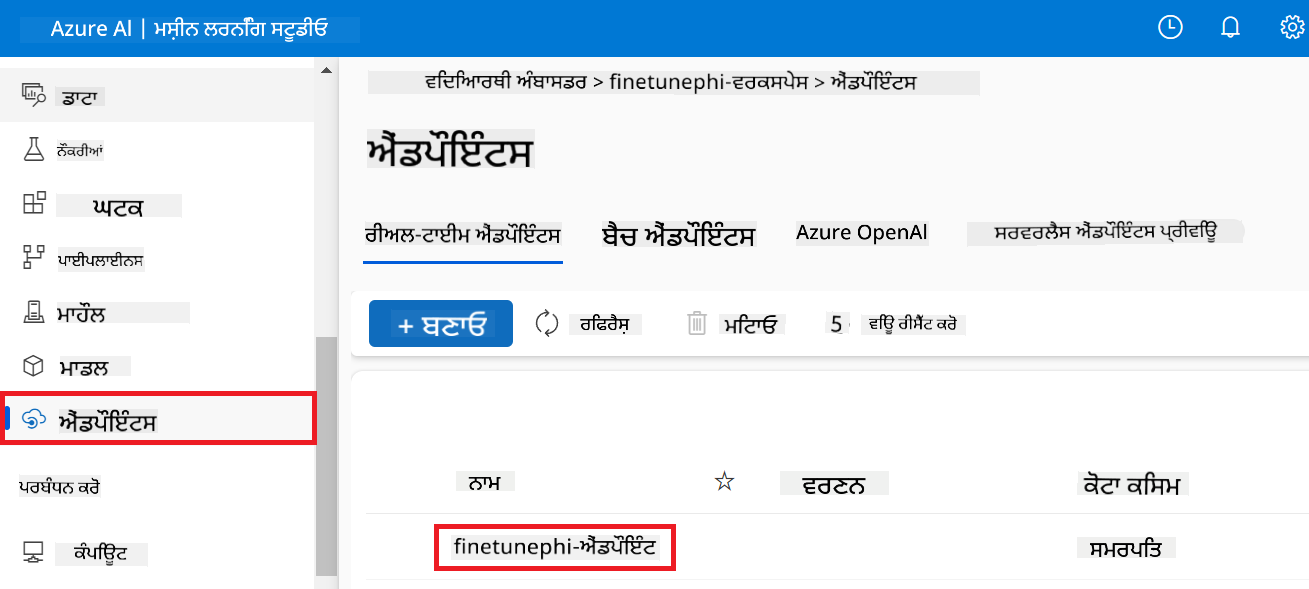 Azure AI | ਮਸ਼ੀਨ ਲਰਨਿੰਗ ਸਟੂਡੀਓ
ਡਾਟਾ
ਨੌਕਰੀਆਂ
ਘਟਕ
ਪਾਈਪਲਾਈਨਸ
ਮਾਹੌਲ
ਮਾਡਲ
ਐਂਡਪੌਇੰਟਸ
ਪਰਬੰਧਨ ਕਰੋ
ਕੰਪਊਿਟ
ਵਦਿਆਿਰਥੀ ਅੰਬਾਸਡਰ > finetunephi-ਵਰਕਸਪੇਸ > ਐਂਡਪੌਇੰਟਸ
ਐਂਡਪੌਇੰਟਸ
ਰੀਅਲ-ਟਾਈਮ ਐਂਡਪੌਇੰਟਸ ਬੈਚ ਐਂਡਪੌਇੰਟਸ Azure OpenAI ਸਰਵਰਲੈਸ ਐਂਡਪੌਇੰਟਸ ਪ੍ਰੀਵਊਿ
+ ਬਣਾਓ ਰਫਿਰੈਸ਼ ਮਟਿਾਓ 5 ਵਊਿ ਰੀਸੈੱਟ ਕਰੋ
ਨਾਮ ਵਰਣਨ ਕੋਟਾ ਕਸਿਮ
finetunephi-ਐਂਡਪੌਇੰਟ ਸਮਰਪਤਿ